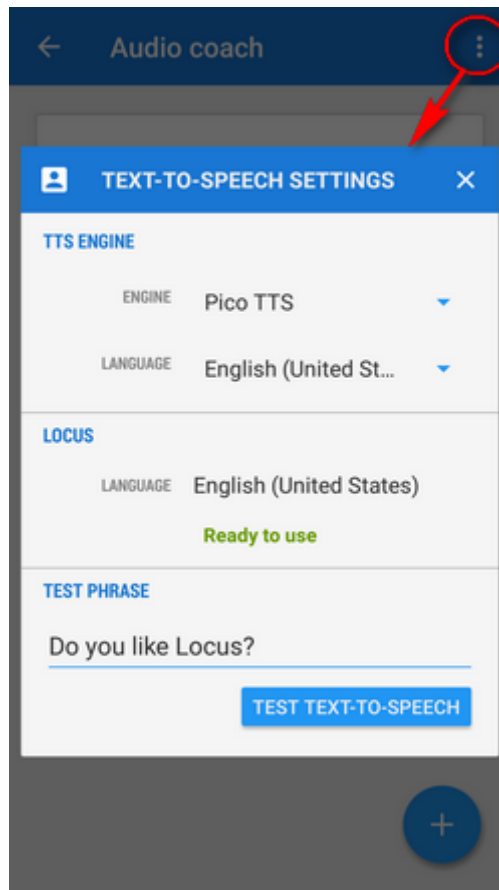 Audio coach
TEXT-TO-SPEECH SETTINGS
TTS ENGINE
ENGINE Pico TTS
LANGUAGE English (United St...
LOCUS
LANGUAGE English (United States)
Ready to use
TEST PHRASE
Do you like Locus?
TEST TEXT-TO-SPEECH